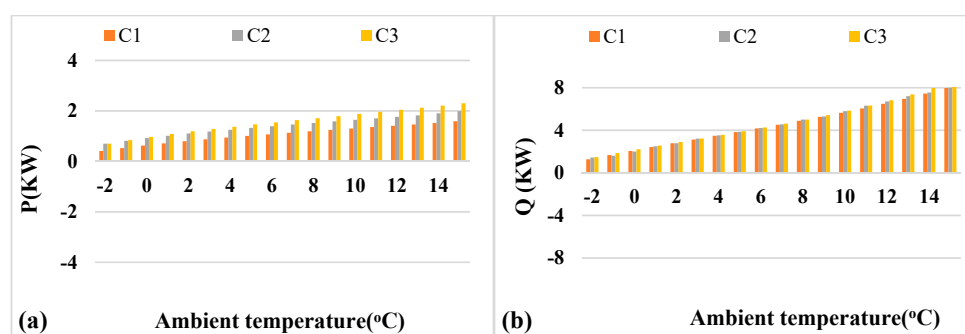 C1 C2 C3
4
2
0
-2
-4
-2 0 2 4 6 8 10 12 14
P(KW)
(a) Ambient temperature(°C)
C1 C2 C3
8
4
0
-4
-8
-2 0 2 4 6 8 10 12 14
Q (KW)
(b) Ambient temperature(°C)